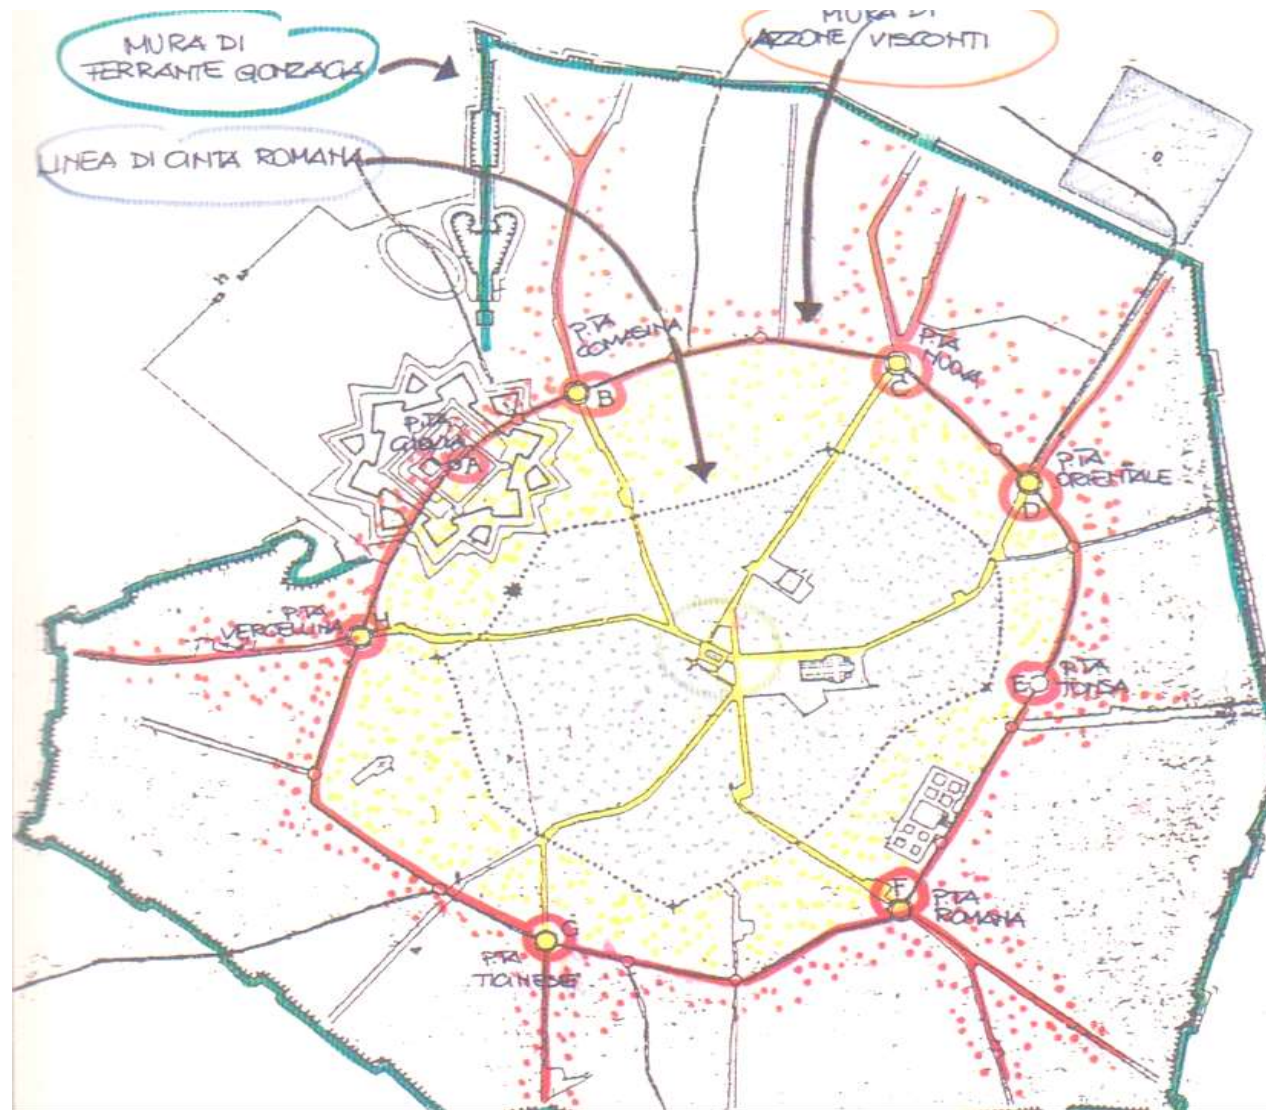 MURA DI
FERRANTE GONZAGA
MURA DI
AZZONE VISCONTI
LINEA DI CINTA ROMANA
P.TA
COMASINA
B
P.TA
NUOVA
C
P.TA
GIOVIA
A
P.TA
ORIENTALE
D
P.TA
VERCELLINA
H
E
P.TA
TONSA
F
P.TA
ROMANA
G
P.TA
TICINESE